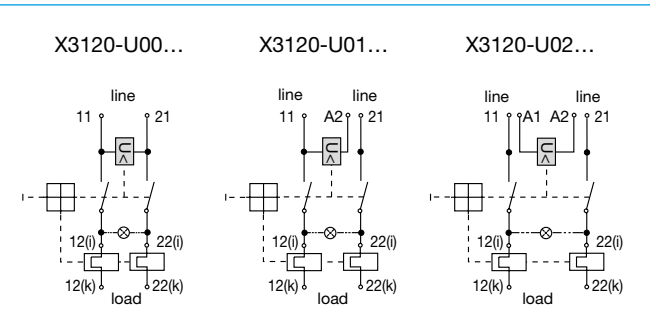 X3120-U00… X3120-U01… X3120-U02…
line line line line line
11 21 11 A2 21 11 A1 A2 21
U< U< U<
12(i) 22(i) 12(i) 22(i) 12(i) 22(i)
12(k) 22(k) 12(k) 22(k) 12(k) 22(k)
load load load